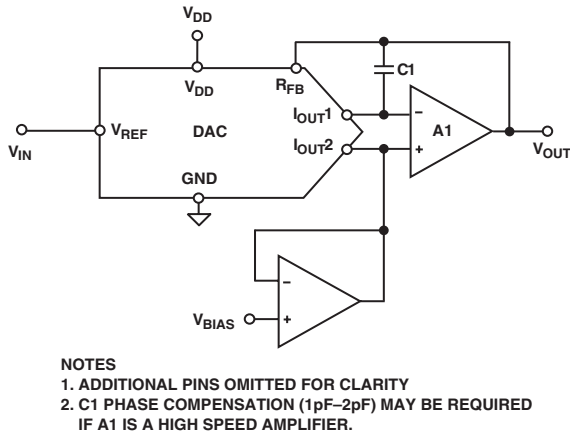 VDD
VDD
RFB
C1
IOUT1
−
A1
VREF
DAC
VIN
IOUT2
+
VOUT
GND
−
VBIAS
+
NOTES
1. ADDITIONAL PINS OMITTED FOR CLARITY
2. C1 PHASE COMPENSATION (1pF–2pF) MAY BE REQUIRED
IF A1 IS A HIGH SPEED AMPLIFIER.